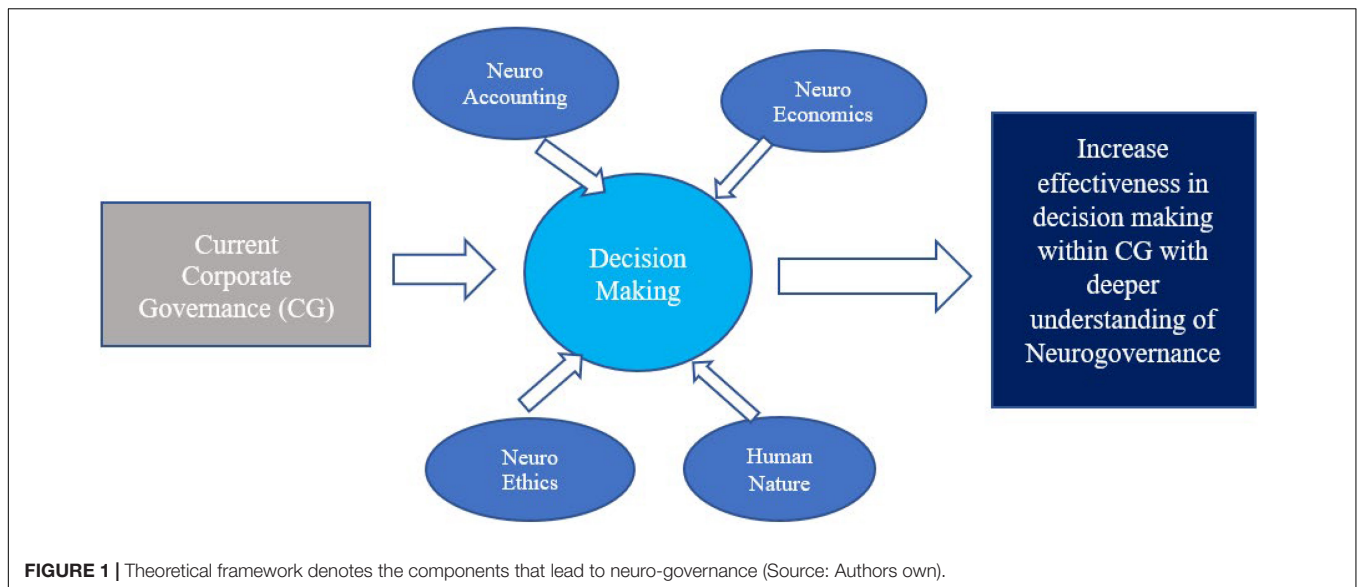 Neuro
Accounting
Neuro
Economics
Current
Corporate
Governance (CG)
Decision
Making
Increase
effectiveness in
decision making
within CG with
deeper
understanding of
Neurogovernance
Neuro
Ethics
Human
Nature
FIGURE 1 | Theoretical framework denotes the components that lead to neuro-governance (Source: Authors own).